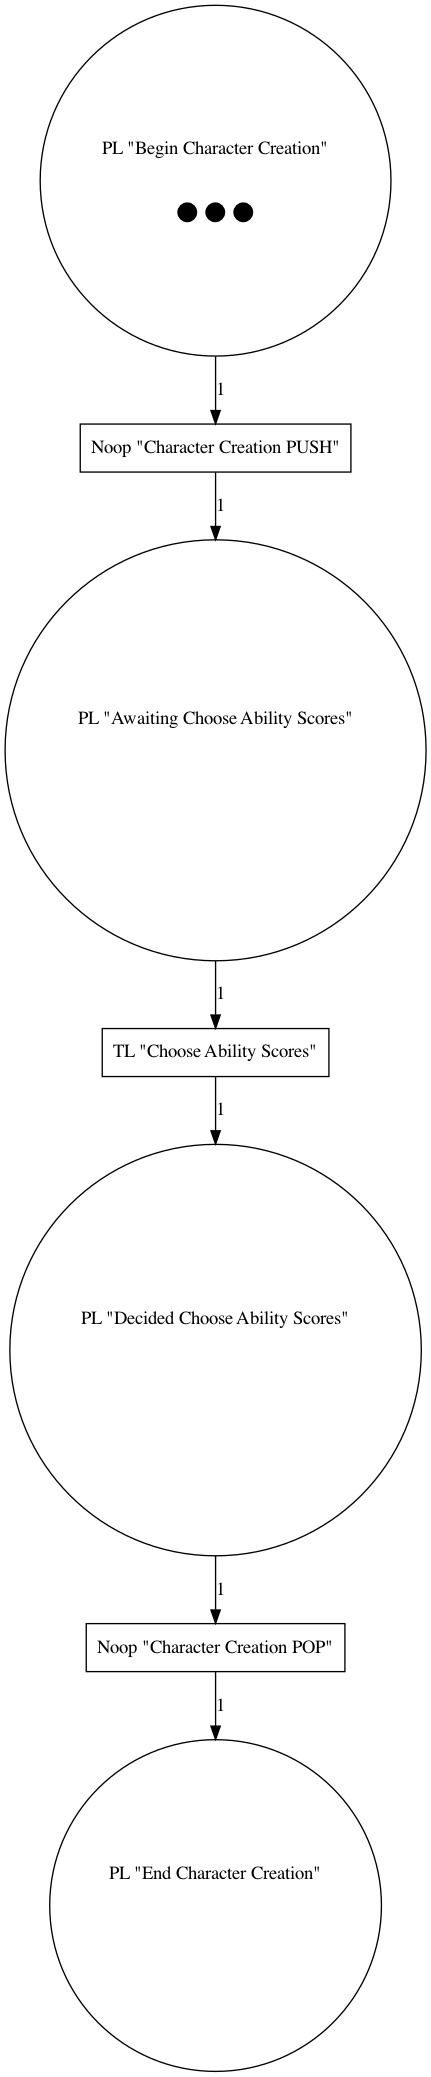 PL "Begin Character Creation"
1
Noop "Character Creation PUSH"
1
PL "Awaiting Choose Ability Scores"
1
TL "Choose Ability Scores"
1
PL "Decided Choose Ability Scores"
1
Noop "Character Creation POP"
1
PL "End Character Creation"